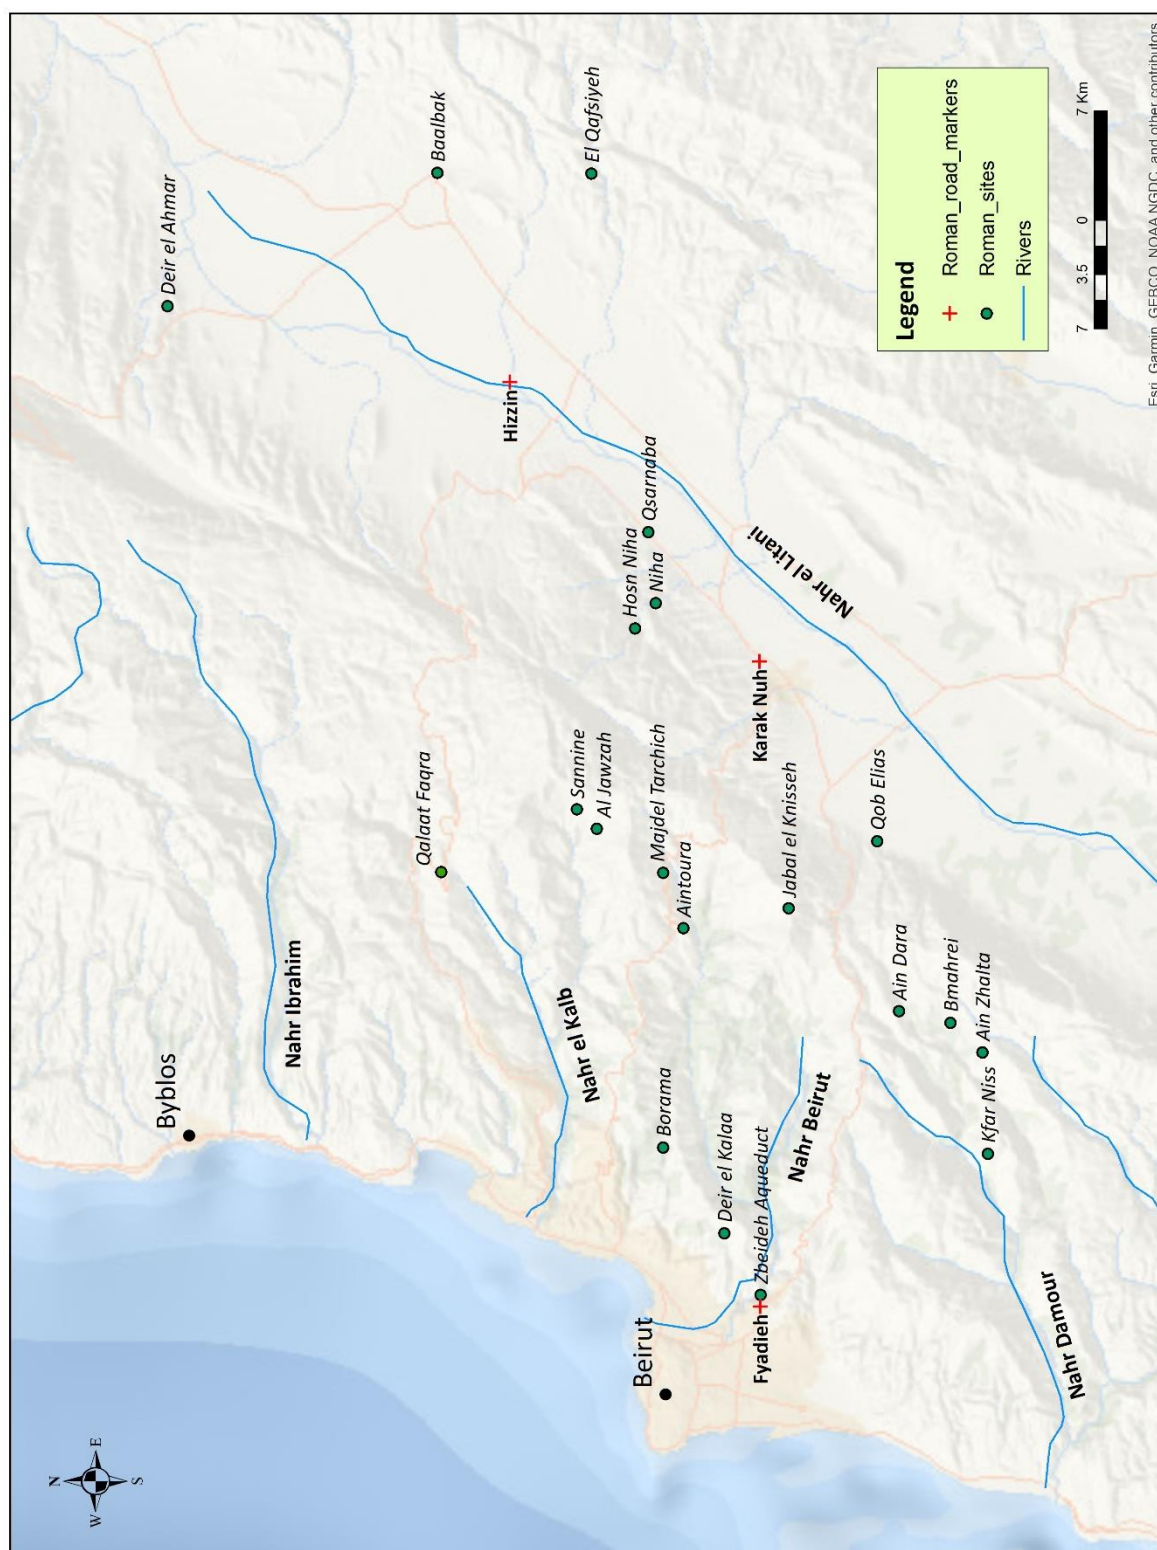 N
W E
S
Byblos
Deir el Ahmar
Nahr Ibrahim
Qalaat Faqra
Baalbak
Hizzin
Sannine
Nahr el Kalb
El Qafsiyeh
Al Jawzah
Hosn Niha
Beirut
Qsarnaba
Niha
Majdel Tarchich
Borama
Aintoura
Deir el Kalaa
Fyadieh
Zbeideh Aqueduct
Karak Nuh
Jabal el Knisseh
Nahr el Litani
Nahr Beirut
Qob Elias
Ain Dara
Bmahrei
Ain Zhalta
Kfar Niss
Nahr Damour
Legend
Roman_road_markers
Roman_sites
Rivers
7 3.5 0 7 Km
Esri, Garmin, GEBCO, NOAA NGDC, and other contributors